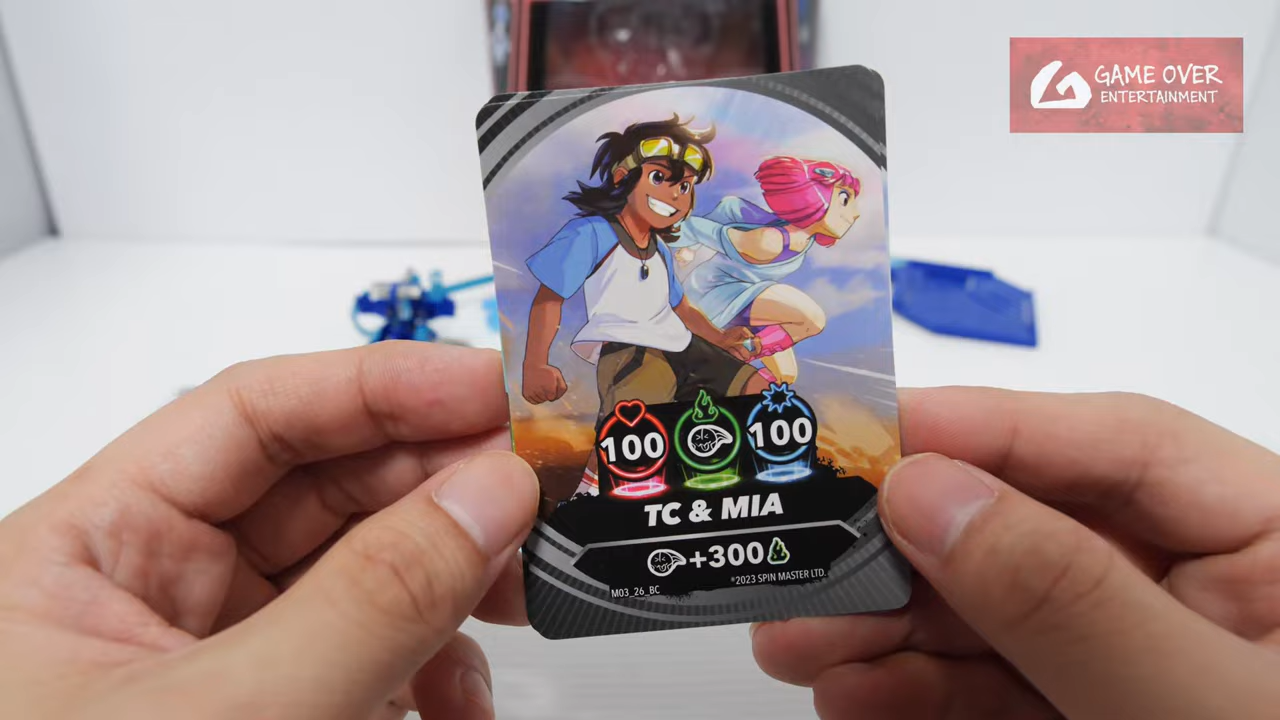 GAME OVER
ENTERTAINMENT
100
100
TC & MIA
+300
©2023 SPIN MASTER LTD.
M03_26_BC